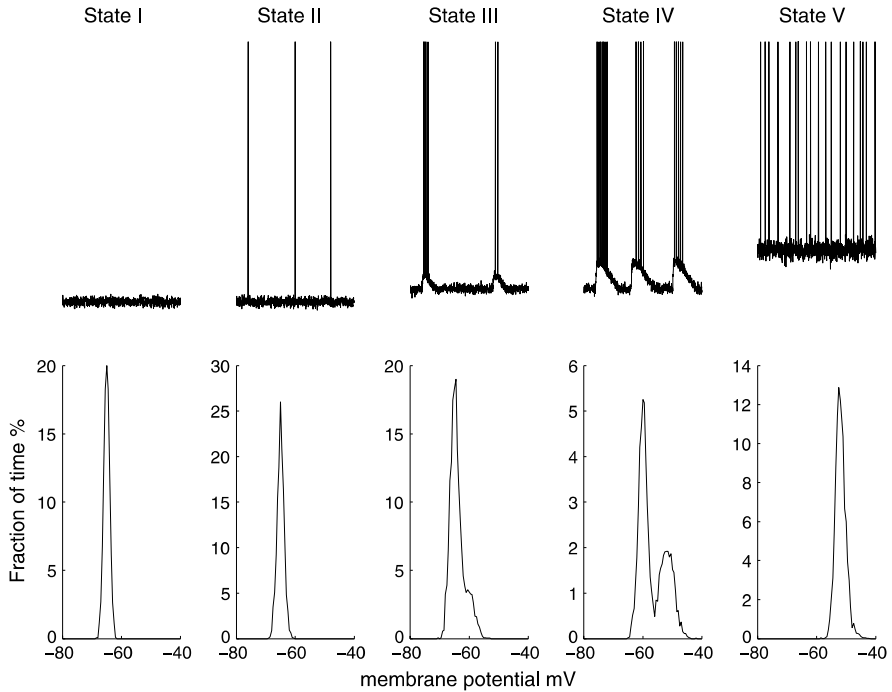 State I State II State III State IV State V
20 30 20 6 14
12
25 5
15 15 10
20 4
8
10 15 10 3
6
10 2
5 5 4
5 1
2
0 0 0 0 0
−80 −60 −40 −80 −60 −40 −80 −60 −40 −80 −60 −40 −80 −60 −40
Fraction of time %
membrane potential mV